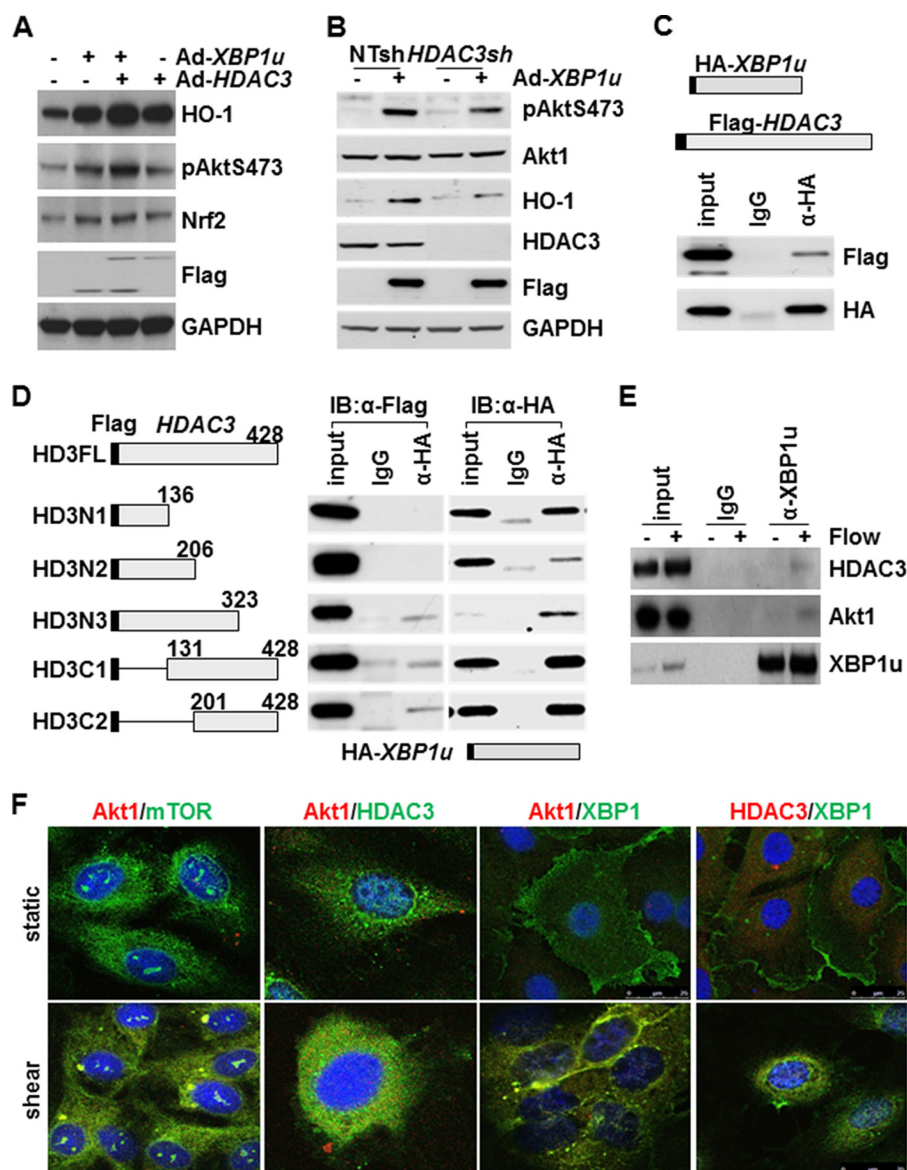 A
- + + - Ad-XBP1u
- - + + Ad-HDAC3
HO-1
pAktS473
Nrf2
Flag
GAPDH
B
NTsh HDAC3sh
- + - + Ad-XBP1u
pAktS473
Akt1
HO-1
HDAC3
Flag
GAPDH
C
HA-XBP1u
Flag-HDAC3
input IgG α-HA
Flag
HA
D
Flag HDAC3
IB:α-Flag IB:α-HA
input IgG α-HA input IgG α-HA
428
HD3FL
136
HD3N1
206
HD3N2
323
HD3N3
131 428
HD3C1
201 428
HD3C2
HA-XBP1u
E
input IgG α-XBP1u
- + - + - + Flow
HDAC3
Akt1
XBP1u
F
Akt1/mTOR Akt1/HDAC3 Akt1/XBP1 HDAC3/XBP1
static
shear